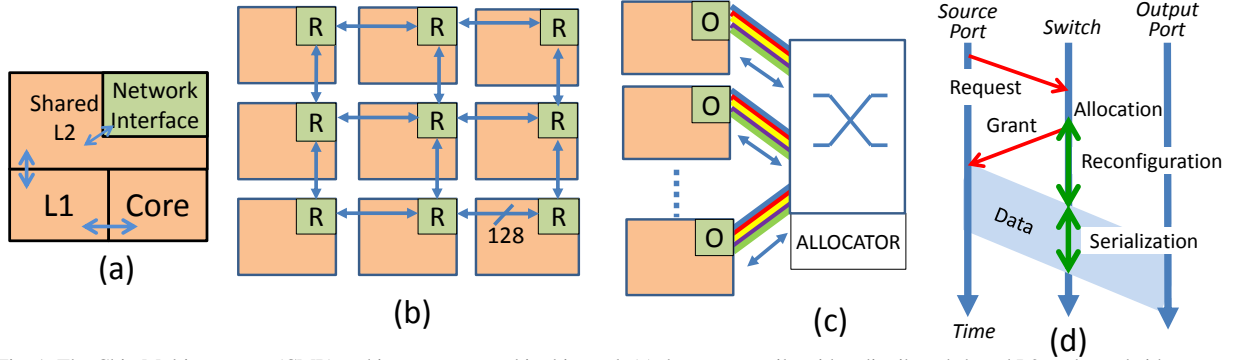 Shared
L2
Network
Interface
L1
Core
(a)
R
R
R
R
R
R
R
R
R
128
(b)
O
O
O
ALLOCATOR
(c)
Source
Port
Switch
Output
Port
Request
Allocation
Grant
Reconfiguration
Data
Serialization
Time
(d)